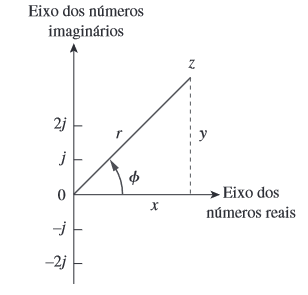 Eixo dos números
imaginários
z
2j
r
y
j
ϕ
0
Eixo dos
x
números reais
–j
–2j